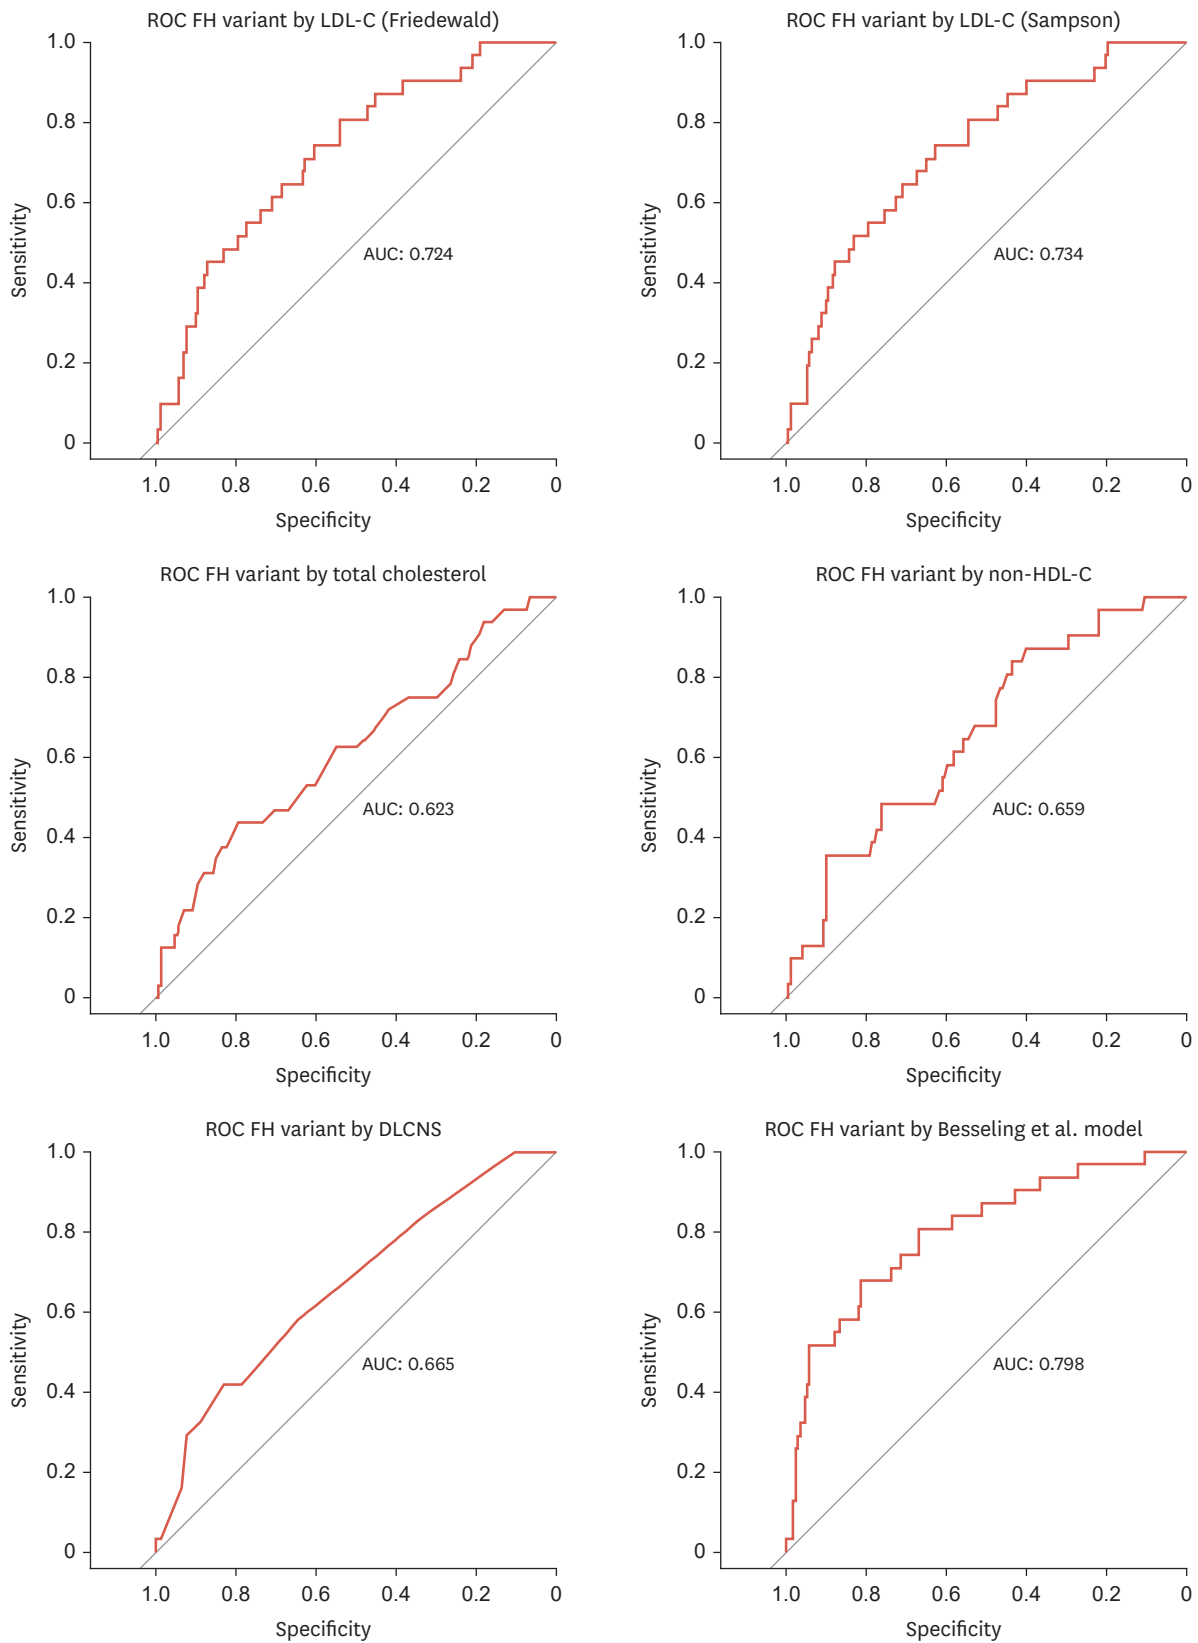 ROC FH variant by LDL-C (Friedewald)
1.0
0.8
0.6
0.4
0.2
0
Sensitivity
AUC: 0.724
1.0 0.8 0.6 0.4 0.2 0
Specificity
ROC FH variant by LDL-C (Sampson)
1.0
0.8
0.6
0.4
0.2
0
Sensitivity
AUC: 0.734
1.0 0.8 0.6 0.4 0.2 0
Specificity
ROC FH variant by total cholesterol
1.0
0.8
0.6
0.4
0.2
0
Sensitivity
AUC: 0.623
1.0 0.8 0.6 0.4 0.2 0
Specificity
ROC FH variant by non-HDL-C
1.0
0.8
0.6
0.4
0.2
0
Sensitivity
AUC: 0.659
1.0 0.8 0.6 0.4 0.2 0
Specificity
ROC FH variant by DLCNS
1.0
0.8
0.6
0.4
0.2
0
Sensitivity
AUC: 0.665
1.0 0.8 0.6 0.4 0.2 0
Specificity
ROC FH variant by Besseling et al. model
1.0
0.8
0.6
0.4
0.2
0
Sensitivity
AUC: 0.798
1.0 0.8 0.6 0.4 0.2 0
Specificity